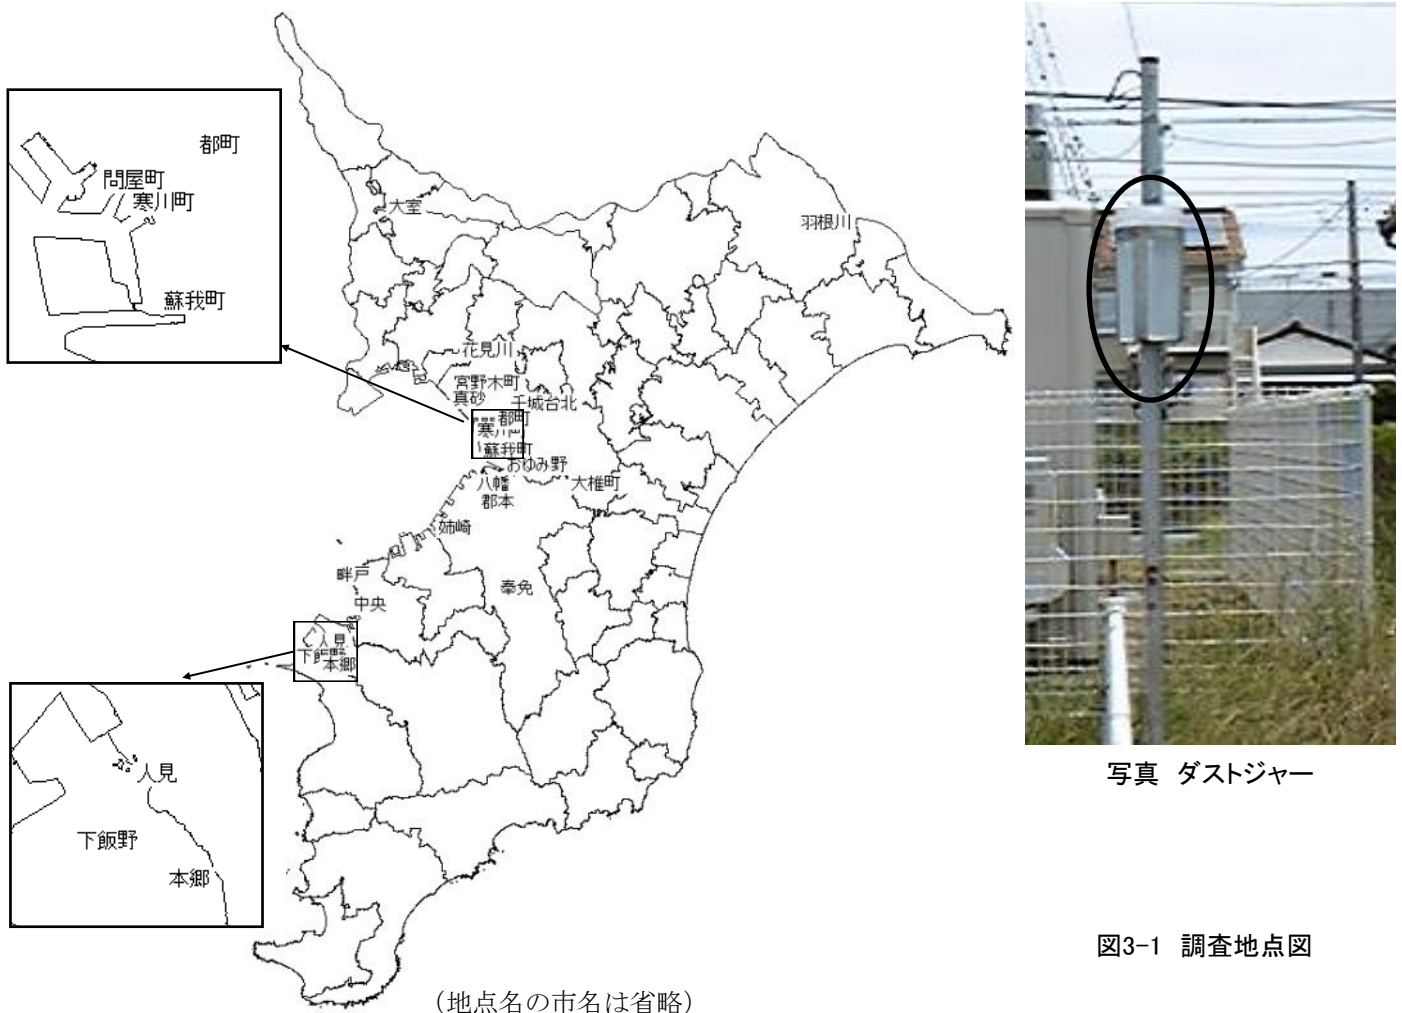 都町
問屋町
寒川町
蘇我町
大室
羽根川
花見川
宮野木町
真砂
千城台北
都町
寒川町
蘇我町
おゆみ野
八幡
郡本
大椎町
姉崎
畔戸
中央
奉免
人見
下飯野
本郷
人見
下飯野
本郷
写真 ダストジャー
図3-1 調査地点図
（地点名の市名は省略）